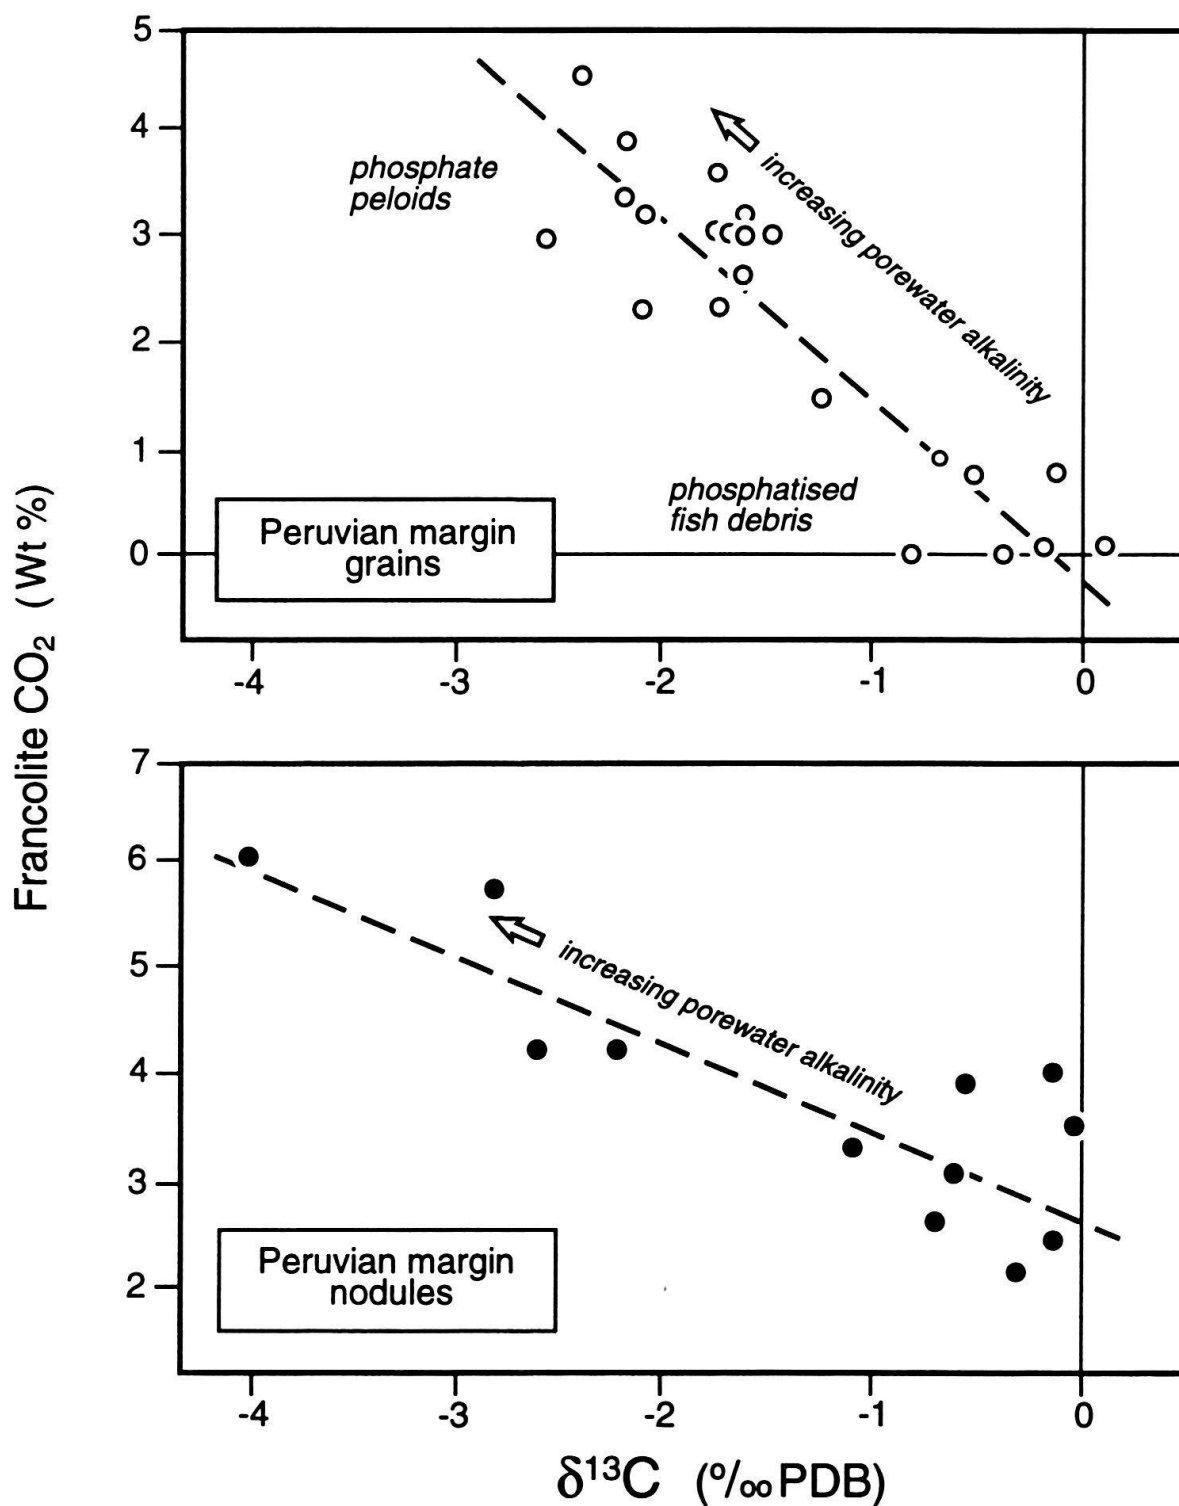 5
4
3
2
1
0
phosphate
peloids
increasing porewater alkalinity
phosphatised
fish debris
Peruvian margin
grains
-4
-3
-2
-1
0
Francolite CO₂ (Wt %)
7
6
5
4
3
2
increasing porewater alkalinity
Peruvian margin
nodules
-4
-3
-2
-1
0
δ¹³C (‰ PDB)